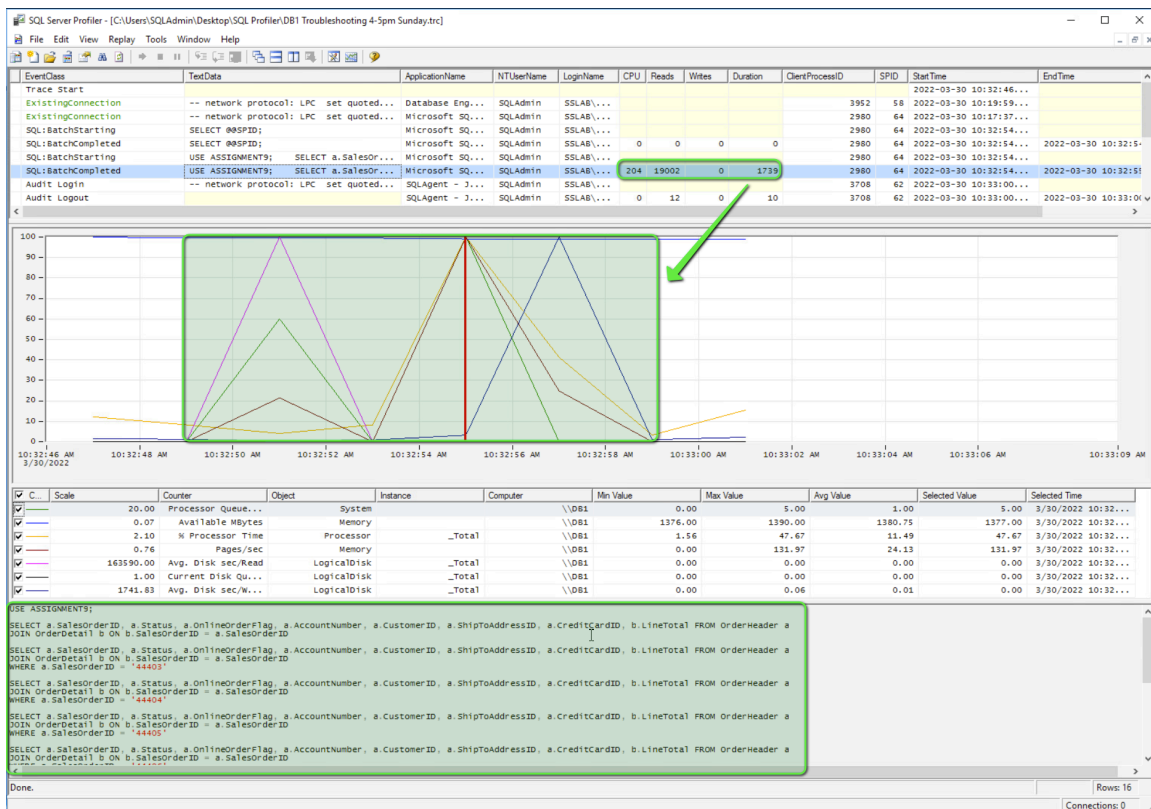 SQL Server Profiler - [C:\Users\SQLAdmin\Desktop\SQL Profiler\DB1 Troubleshooting 4-5pm Sunday.trc]
File Edit View Replay Tools Window Help
EventClass TextData ApplicationName NTUserName LoginName CPU Reads Writes Duration ClientProcessID SPID StartTime EndTime
Trace Start 2022-03-30 10:32:46...
ExistingConnection -- network protocol: LPC set quoted... Database Eng... SQLAdmin SSLAB\... 3952 58 2022-03-30 10:19:59...
ExistingConnection -- network protocol: LPC set quoted... Microsoft SQ... SQLAdmin SSLAB\... 2980 64 2022-03-30 10:17:37...
SQL:BatchStarting SELECT @@SPID; Microsoft SQ... SQLAdmin SSLAB\... 2980 64 2022-03-30 10:32:54...
SQL:BatchCompleted SELECT @@SPID; Microsoft SQ... SQLAdmin SSLAB\... 0 0 0 0 2980 64 2022-03-30 10:32:54... 2022-03-30 10:32:54
SQL:BatchStarting USE ASSIGNMENT9; SELECT a.SalesOr... Microsoft SQ... SQLAdmin SSLAB\... 2980 64 2022-03-30 10:32:54...
SQL:BatchCompleted USE ASSIGNMENT9; SELECT a.SalesOr... Microsoft SQ... SQLAdmin SSLAB\... 204 19002 0 1739 2980 64 2022-03-30 10:32:54... 2022-03-30
Audit Login -- network protocol: LPC set quoted... SQLAgent - J... SQLAdmin SSLAB\... 3708 62 2022-03-30 10:33:00...
Audit Logout SQLAgent - J... SQLAdmin SSLAB\... 0 12 0 10 3708 62 2022-03-30 10:33:00... 2022-03-30
100
90
80
70
60
50
40
30
20
10
0
10:32:46 AM 10:32:48 AM 10:32:50 AM 10:32:52 AM 10:32:54 AM 10:32:56 AM 10:32:58 AM 10:33:00 AM 10:33:02 AM 10:33:04 AM 10:33:06 AM 10:33:09 AM
3/30/2022
C... Scale Counter Object Instance Computer Min Value Max Value Avg Value Selected Value Selected Time
20.00 Processor Queue... System \\DB1 0.00 5.00 1.00 5.00 3/30/2022 10:32...
0.07 Available MBytes Memory \\DB1 1376.00 1390.00 1380.75 1377.00 3/30/2022 10:32...
2.10 % Processor Time Processor _Total \\DB1 1.56 47.67 11.49 47.67 3/30/2022 10:32...
0.76 Pages/sec Memory \\DB1 0.00 131.97 24.13 131.97 3/30/2022 10:32...
163590.00 Avg. Disk sec/Read LogicalDisk _Total \\DB1 0.00 0.00 0.00 0.00 3/30/2022 10:32...
1.00 Current Disk Qu... LogicalDisk _Total \\DB1 0.00 0.00 0.00 0.00 3/30/2022 10:32...
1741.83 Avg. Disk sec/W... LogicalDisk _Total \\DB1 0.00 0.06 0.01 0.00 3/30/2022 10:32...
USE ASSIGNMENT9;
SELECT a.SalesOrderID, a.Status, a.OnlineOrderFlag, a.AccountNumber, a.CustomerID, a.ShipToAddressID, a.CreditCardID, b.LineTotal FROM OrderHeader a
JOIN OrderDetail b ON b.SalesOrderID = a.SalesOrderID
SELECT a.SalesOrderID, a.Status, a.OnlineOrderFlag, a.AccountNumber, a.CustomerID, a.ShipToAddressID, a.CreditCardID, b.LineTotal FROM OrderHeader a
JOIN OrderDetail b ON b.SalesOrderID = a.SalesOrderID
WHERE a.SalesOrderID = '44403'
SELECT a.SalesOrderID, a.Status, a.OnlineOrderFlag, a.AccountNumber, a.CustomerID, a.ShipToAddressID, a.CreditCardID, b.LineTotal FROM OrderHeader a
JOIN OrderDetail b ON b.SalesOrderID = a.SalesOrderID
WHERE a.SalesOrderID = '44404'
SELECT a.SalesOrderID, a.Status, a.OnlineOrderFlag, a.AccountNumber, a.CustomerID, a.ShipToAddressID, a.CreditCardID, b.LineTotal FROM OrderHeader a
JOIN OrderDetail b ON b.SalesOrderID = a.SalesOrderID
WHERE a.SalesOrderID = '44405'
SELECT a.SalesOrderID, a.Status, a.OnlineOrderFlag, a.AccountNumber, a.CustomerID, a.ShipToAddressID, a.CreditCardID, b.LineTotal FROM OrderHeader a
JOIN OrderDetail b ON b.SalesOrderID = a.SalesOrderID
Done. Rows: 16
Connections: 0